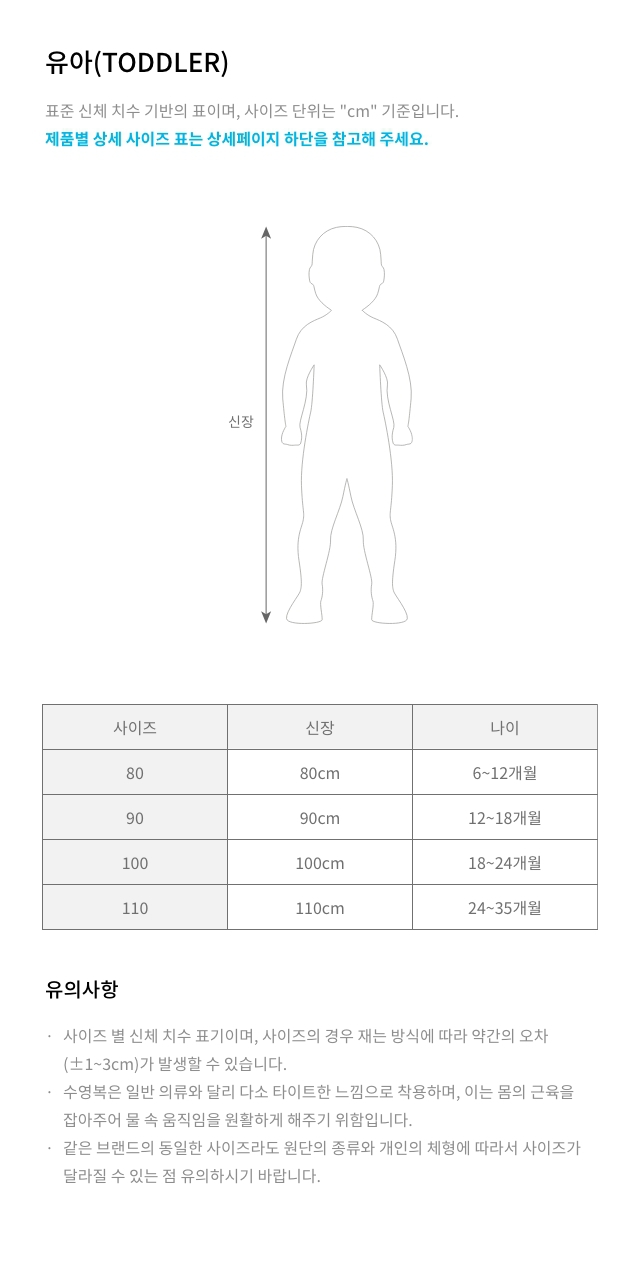 유아(TODDLER)
표준 신체 치수 기반의 표이며, 사이즈 단위는 "cm" 기준입니다.
제품별 상세 사이즈 표는 상세페이지 하단을 참고해 주세요.
신장
사이즈 신장 나이
80 80cm 6~12개월
90 90cm 12~18개월
100 100cm 18~24개월
110 110cm 24~35개월
유의사항
· 사이즈 별 신체 치수 표기이며, 사이즈의 경우 재는 방식에 따라 약간의 오차
(±1~3cm)가 발생할 수 있습니다.
· 수영복은 일반 의류와 달리 다소 타이트한 느낌으로 착용하며, 이는 몸의 근육을
잡아주어 물 속 움직임을 원활하게 해주기 위함입니다.
· 같은 브랜드의 동일한 사이즈라도 원단의 종류와 개인의 체형에 따라서 사이즈가
달라질 수 있는 점 유의하시기 바랍니다.